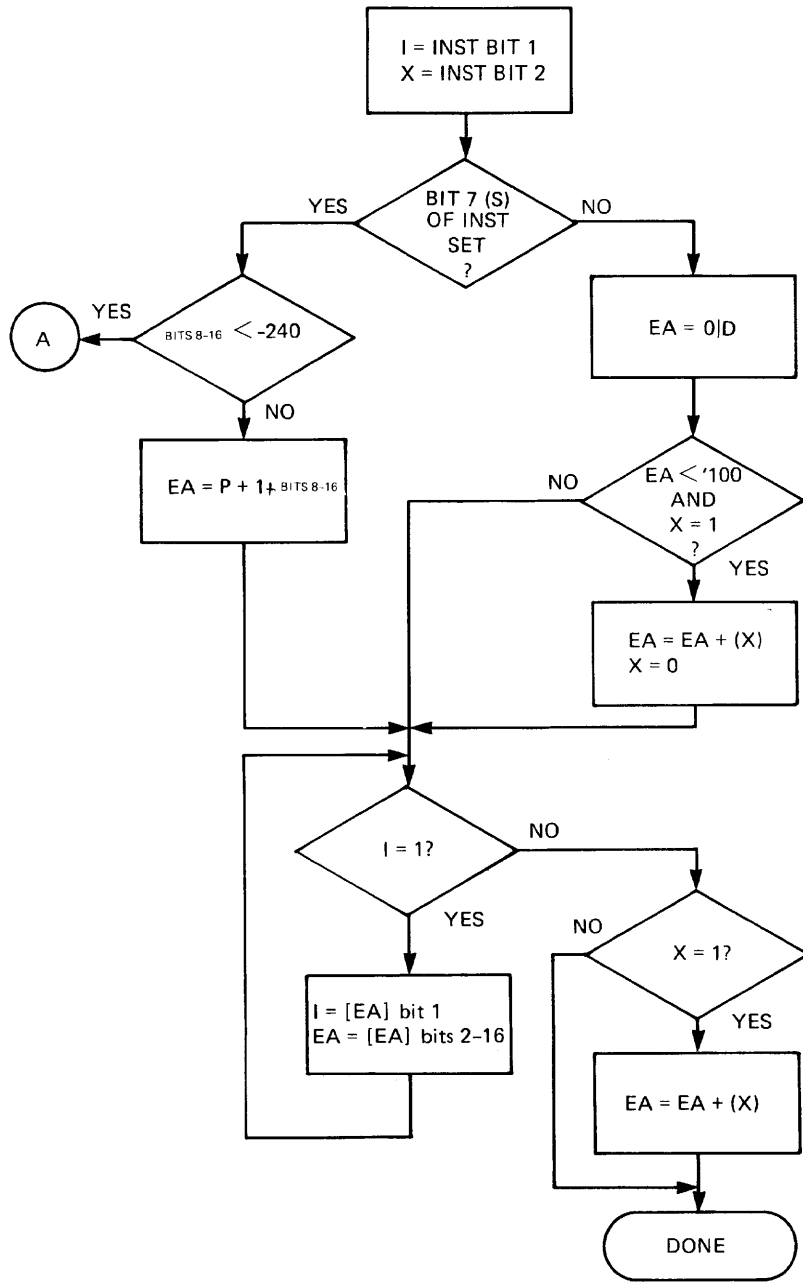 I = INST BIT 1
X = INST BIT 2
BIT 7 (S)
OF INST
SET
?
YES
NO
BITS 8-16 < -240
YES
A
NO
EA = P + 1 + BITS 8-16
EA = 0|D
EA < '100
AND
X = 1
?
NO
YES
EA = EA + (X)
X = 0
I = 1?
NO
YES
I = [EA] bit 1
EA = [EA] bits 2-16
X = 1?
NO
YES
EA = EA + (X)
DONE